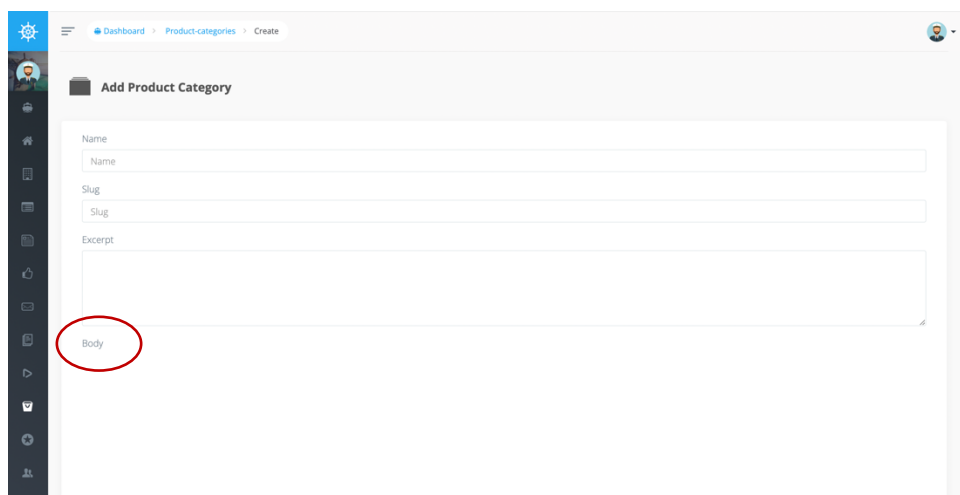 Dashboard > Product-categories > Create
Add Product Category
Name
Name
Slug
Slug
Excerpt
Body